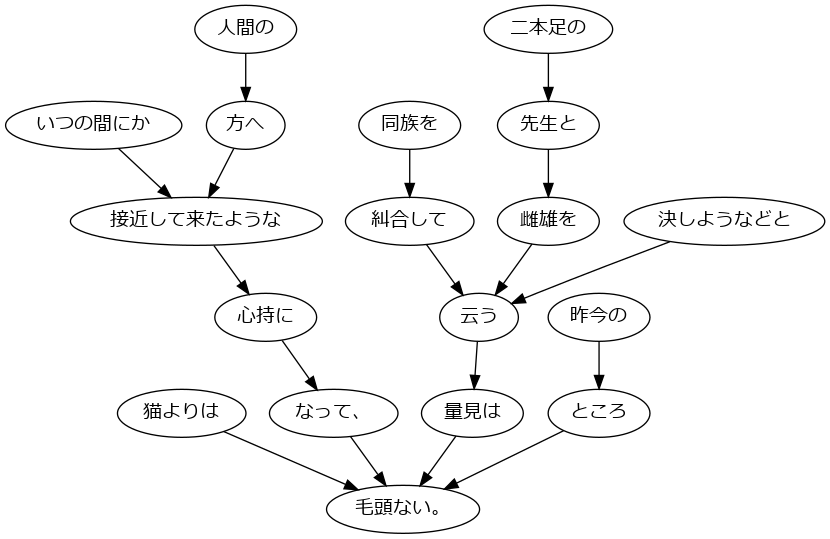 人間の
二本足の
いつの間にか
方へ
同族を
先生と
接近して来たような
糾合して
雌雄を
決しようなどと
心持に
云う
昨今の
猫よりは
なって、
量見は
ところ
毛頭ない。